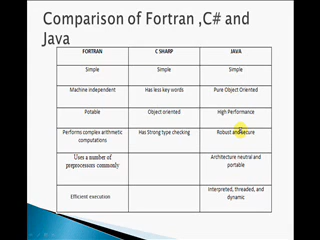 Comparison of Fortran ,C# and
Java
FORTRAN C SHARP JAVA
Simple Simple Simple
Machine independent Has less key words Pure Object Oriented
Potable Object oriented High Performance
Performs complex arithmetic Has Strong type checking Robust and secure
computations
Uses a number of Architecture neutral and
preprocessors commonly portable
Efficient execution Interpreted, threaded, and
dynamic